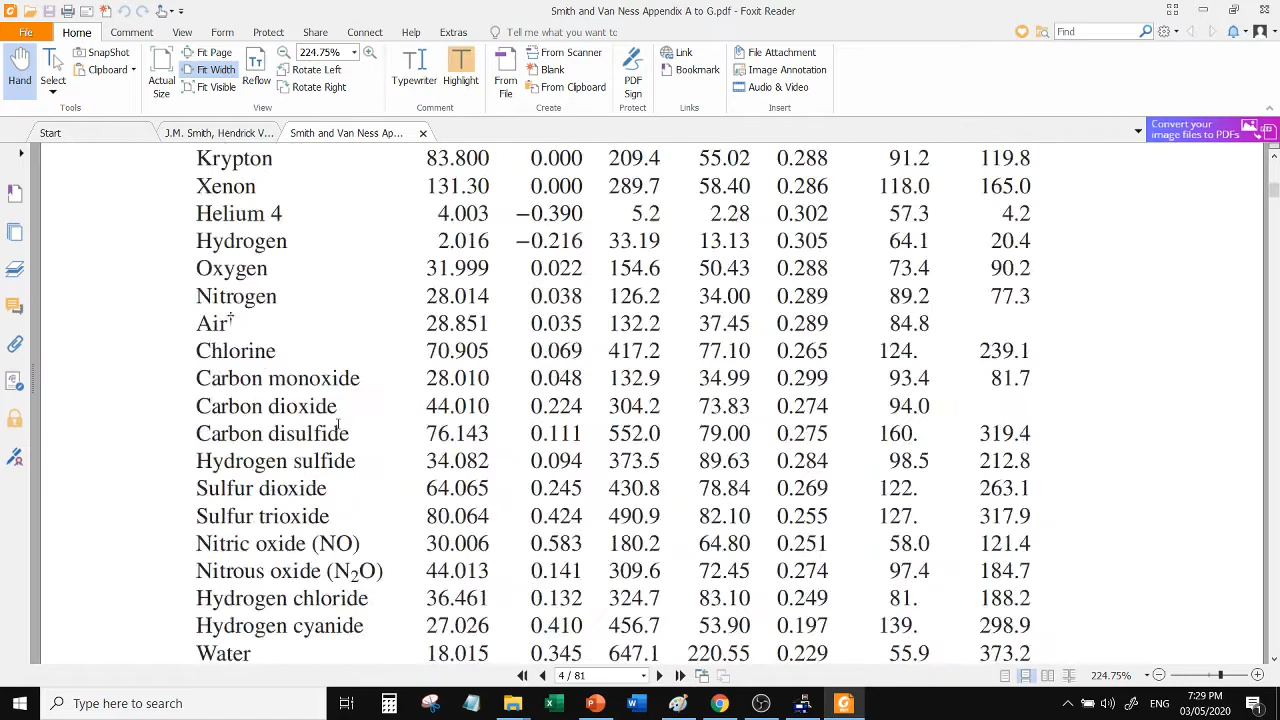 Smith and Van Ness Appendix A to G.pdf - Foxit Reader
File Home Comment View Form Protect Share Connect Help Extras Tell me what you want to do Find
Hand
Select
SnapShot
Clipboard
Tools
Actual Size
Fit Page
Fit Width
Fit Visible
Reflow
224.75%
Rotate Left
Rotate Right
View
Typewriter
Highlight
Comment
From File
From Scanner
Blank
From Clipboard
Create
PDF Sign
Protect
Link
Bookmark
Links
File Attachment
Image Annotation
Audio & Video
Insert
Start J.M. Smith, Hendrick V... Smith and Van Ness Ap...
Convert your image files to PDFs
Krypton 83.800 0.000 209.4 55.02 0.288 91.2 119.8
Xenon 131.30 0.000 289.7 58.40 0.286 118.0 165.0
Helium 4 4.003 −0.390 5.2 2.28 0.302 57.3 4.2
Hydrogen 2.016 −0.216 33.19 13.13 0.305 64.1 20.4
Oxygen 31.999 0.022 154.6 50.43 0.288 73.4 90.2
Nitrogen 28.014 0.038 126.2 34.00 0.289 89.2 77.3
Air† 28.851 0.035 132.2 37.45 0.289 84.8
Chlorine 70.905 0.069 417.2 77.10 0.265 124. 239.1
Carbon monoxide 28.010 0.048 132.9 34.99 0.299 93.4 81.7
Carbon dioxide 44.010 0.224 304.2 73.83 0.274 94.0
Carbon disulfide 76.143 0.111 552.0 79.00 0.275 160. 319.4
Hydrogen sulfide 34.082 0.094 373.5 89.63 0.284 98.5 212.8
Sulfur dioxide 64.065 0.245 430.8 78.84 0.269 122. 263.1
Sulfur trioxide 80.064 0.424 490.9 82.10 0.255 127. 317.9
Nitric oxide (NO) 30.006 0.583 180.2 64.80 0.251 58.0 121.4
Nitrous oxide (N₂O) 44.013 0.141 309.6 72.45 0.274 97.4 184.7
Hydrogen chloride 36.461 0.132 324.7 83.10 0.249 81. 188.2
Hydrogen cyanide 27.026 0.410 456.7 53.90 0.197 139. 298.9
Water 18.015 0.345 647.1 220.55 0.229 55.9 373.2
4 / 81 224.75%
Type here to search
ENG
7:29 PM
03/05/2020